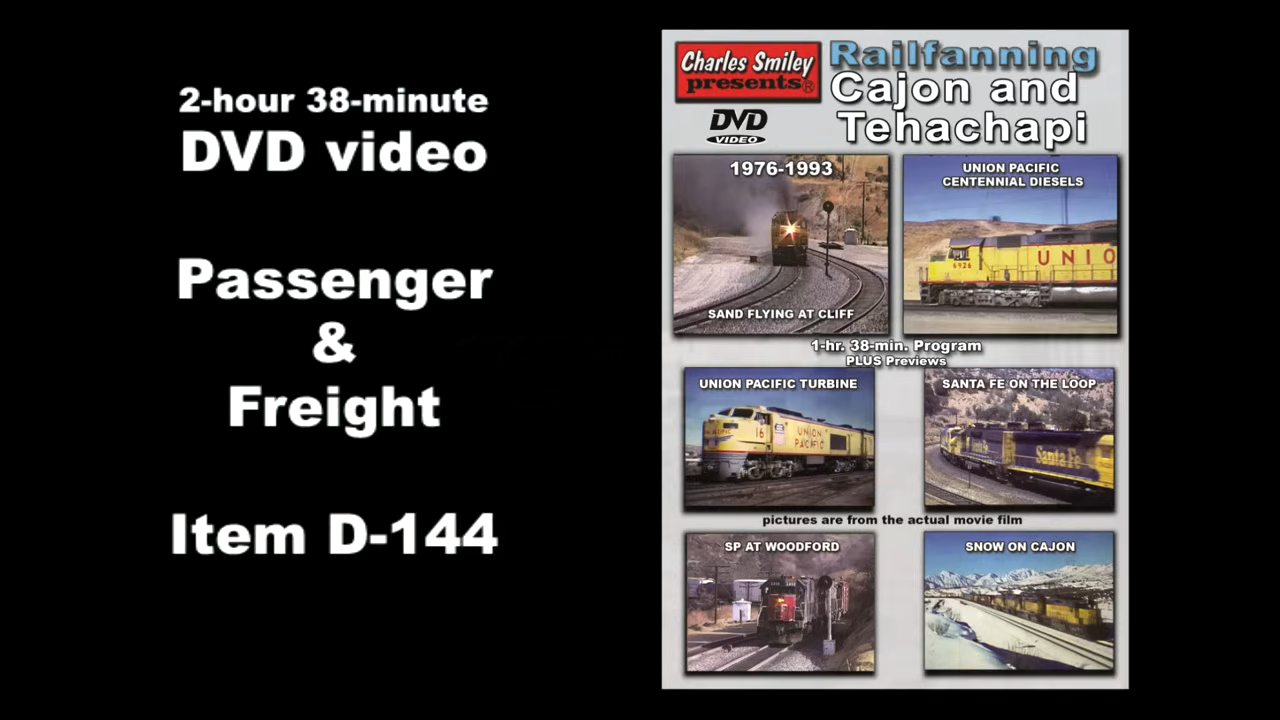 2-hour 38-minute
DVD video
Passenger
&
Freight
Item D-144
Charles Smiley
presents®
Railfanning
Cajon and
Tehachapi
DVD
VIDEO
1976-1993
SAND FLYING AT CLIFF
UNION PACIFIC
CENTENNIAL DIESELS
6926
UNIO
1-hr. 38-min. Program
PLUS Previews
UNION PACIFIC TURBINE
16
UNION
PACIFIC
SANTA FE ON THE LOOP
Santa Fe
pictures are from the actual movie film
SP AT WOODFORD
SNOW ON CAJON